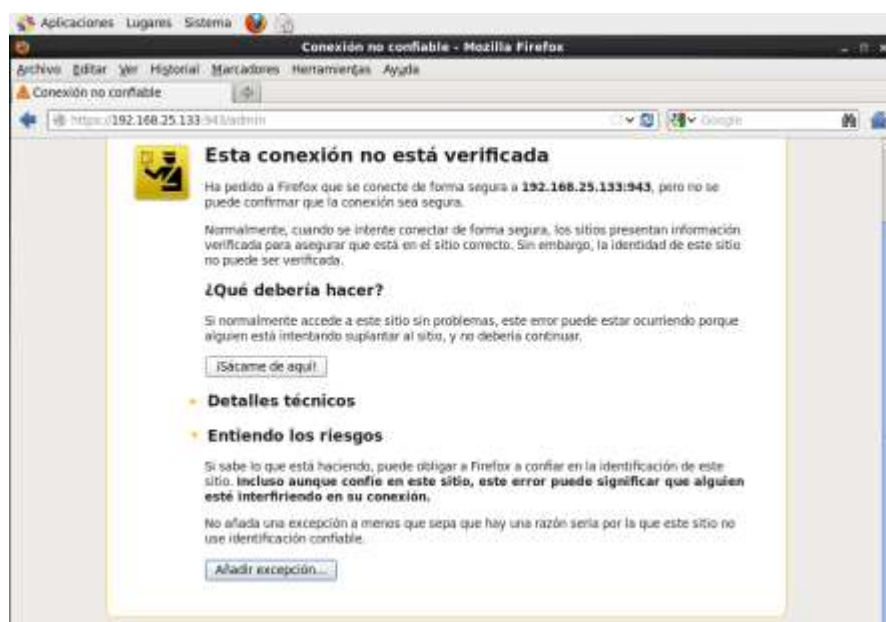 Aplicaciones Lugares Sistema
Conexión no confiable - Mozilla Firefox
Archivo Editar Ver Historial Marcadores Herramientas Ayuda
Conexión no confiable
https://192.168.25.133:943/admin Google
Esta conexión no está verificada
Ha pedido a Firefox que se conecte de forma segura a 192.168.25.133:943, pero no se
puede confirmar que la conexión sea segura.
Normalmente, cuando se intente conectar de forma segura, los sitios presentan información
verificada para asegurar que está en el sitio correcto. Sin embargo, la identidad de este sitio
no puede ser verificada.
¿Qué debería hacer?
Si normalmente accede a este sitio sin problemas, este error puede estar ocurriendo porque
alguien está intentando suplantar al sitio, y no debería continuar.
¡Sácame de aquí!
Detalles técnicos
Entiendo los riesgos
Si sabe lo que está haciendo, puede obligar a Firefox a confiar en la identificación de este
sitio. Incluso aunque confíe en este sitio, este error puede significar que alguien
esté interfiriendo en su conexión.
No añada una excepción a menos que sepa que hay una razón seria por la que este sitio no
use identificación confiable.
Añadir excepción...